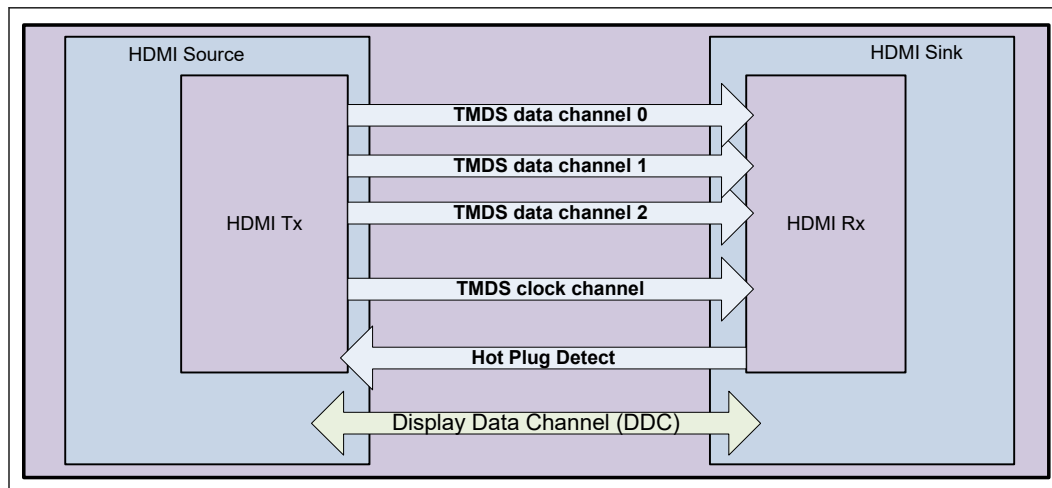 HDMI Source
HDMI Sink
TMDS data channel 0
TMDS data channel 1
TMDS data channel 2
HDMI Tx
HDMI Rx
TMDS clock channel
Hot Plug Detect
Display Data Channel (DDC)